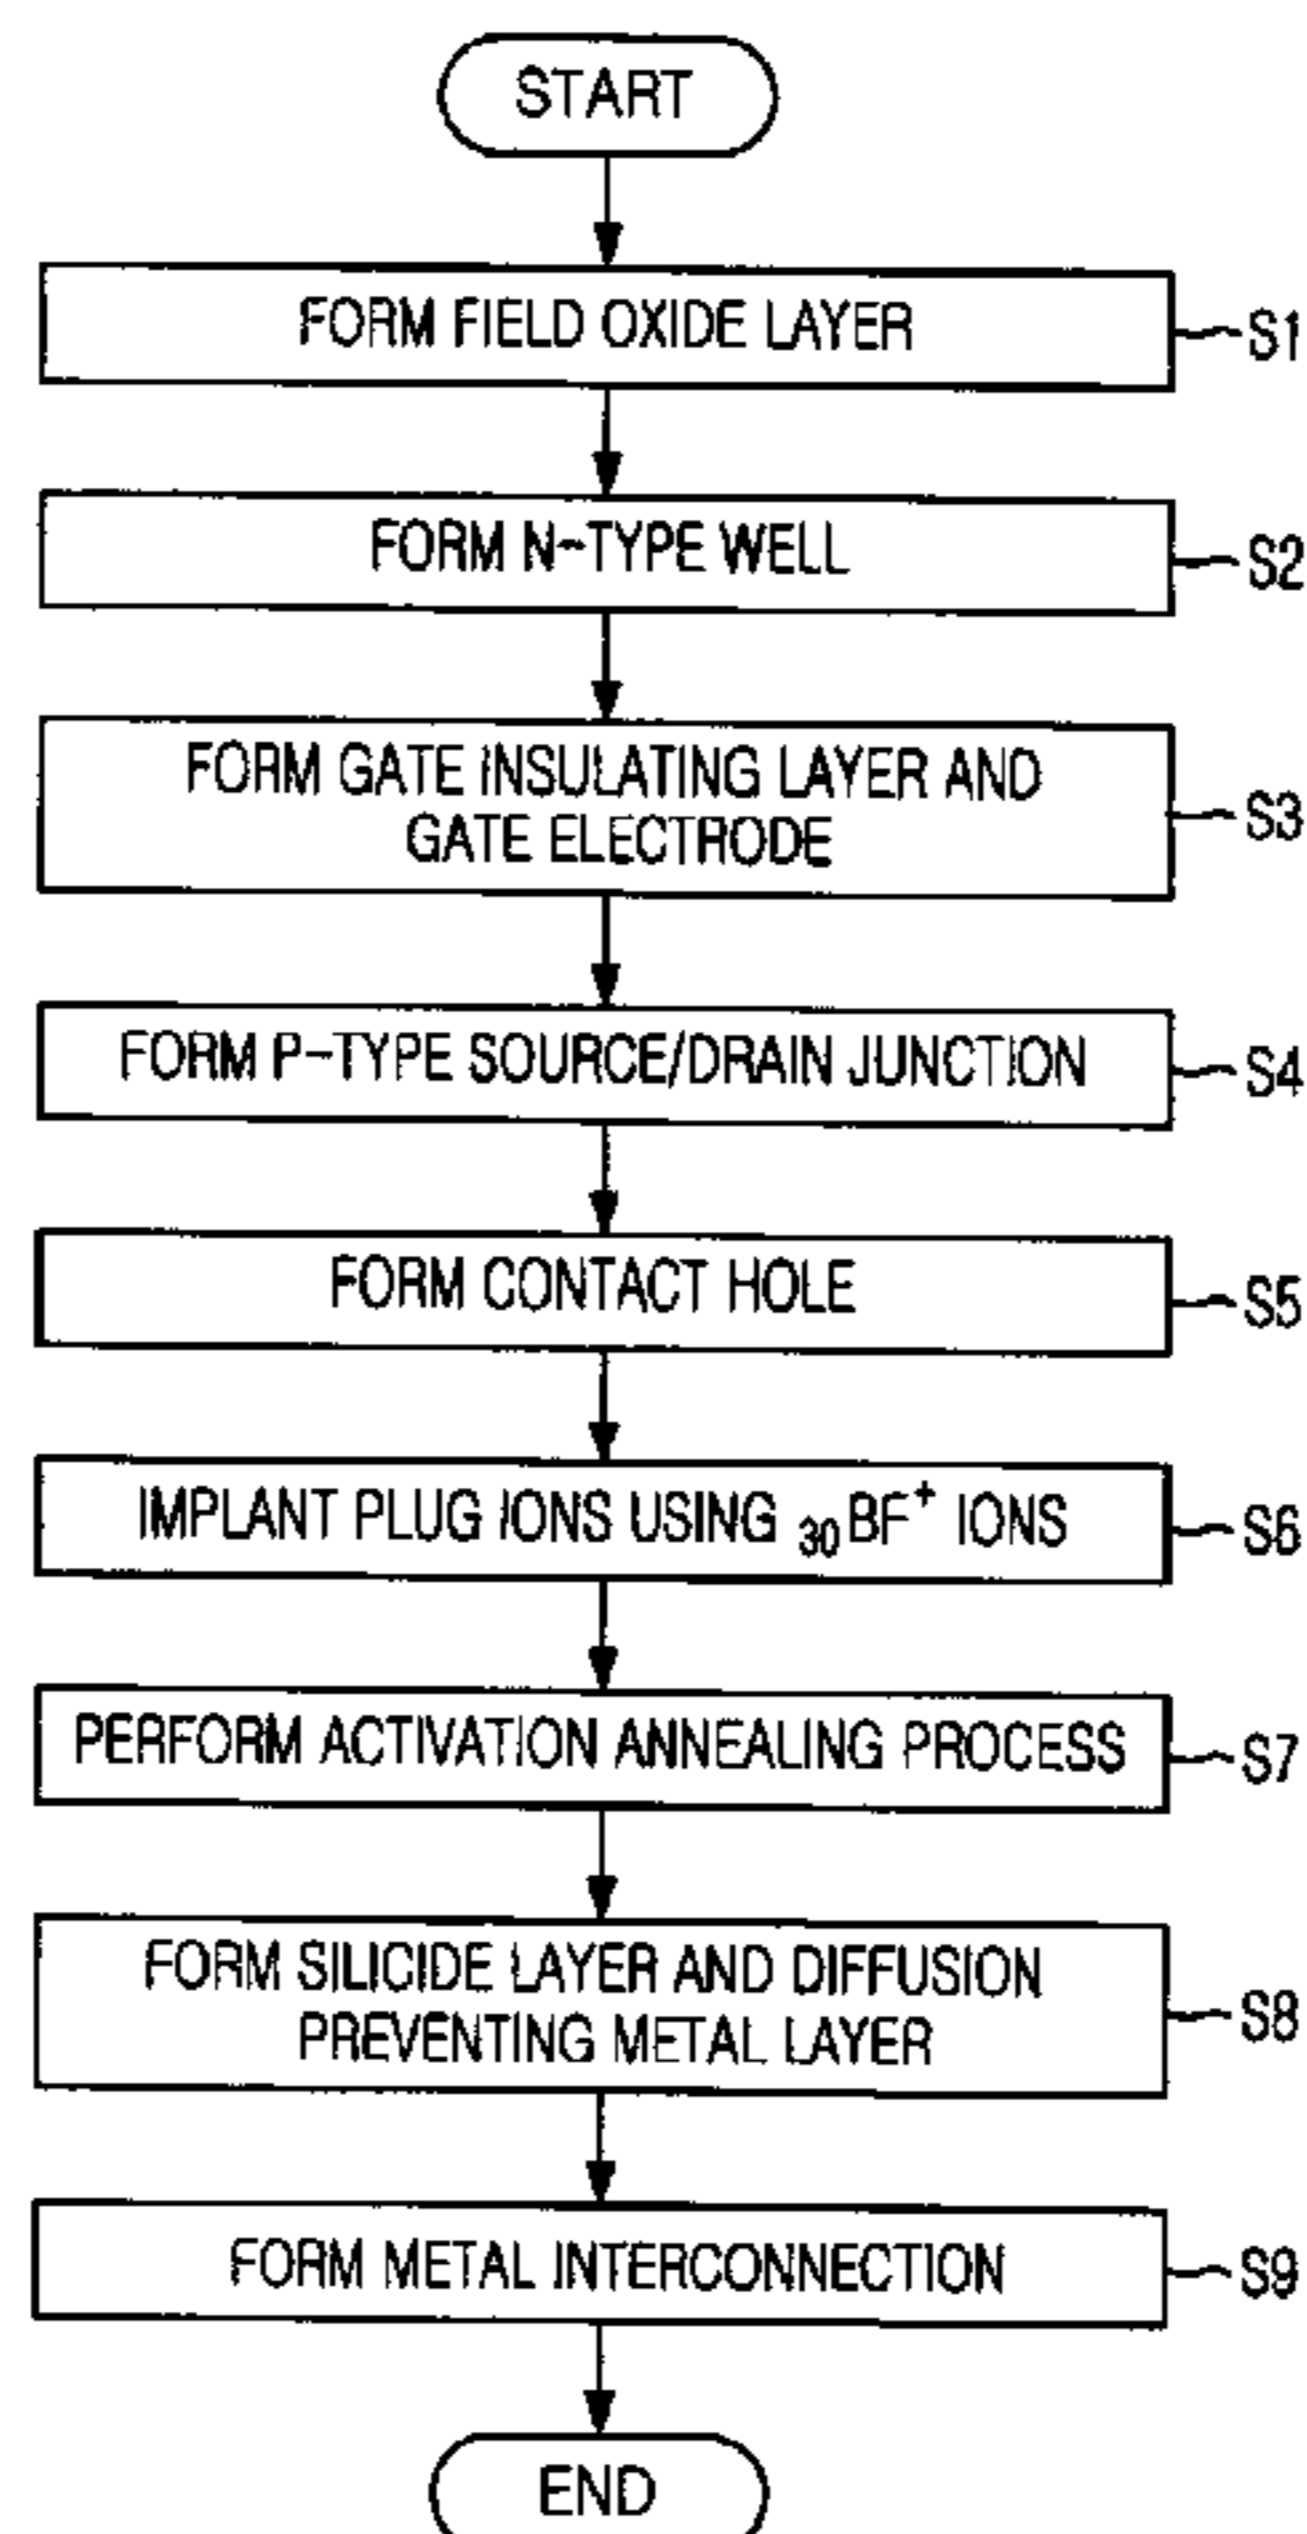 START
FORM FIELD OXIDE LAYER
S1
FORM N-TYPE WELL
S2
FORM GATE INSULATING LAYER AND
GATE ELECTRODE
S3
FORM P-TYPE SOURCE/DRAIN JUNCTION
S4
FORM CONTACT HOLE
S5
IMPLANT PLUG IONS USING ₃₀BF⁺ IONS
S6
PERFORM ACTIVATION ANNEALING PROCESS
S7
FORM SILICIDE LAYER AND DIFFUSION
PREVENTING METAL LAYER
S8
FORM METAL INTERCONNECTION
S9
END